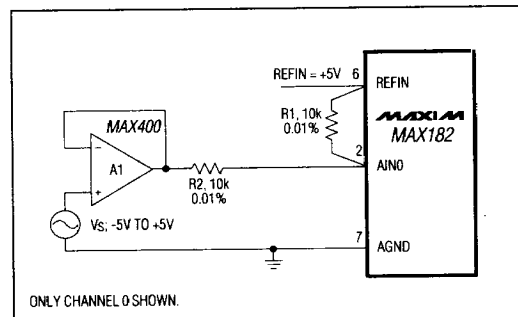 REFIN = +5V
6
REFIN
R1, 10k
0.01%
MAXIM
MAX182
MAX400
−
A1
+
R2, 10k
0.01%
2
AIN0
VS; -5V TO +5V
7
AGND
ONLY CHANNEL 0 SHOWN.